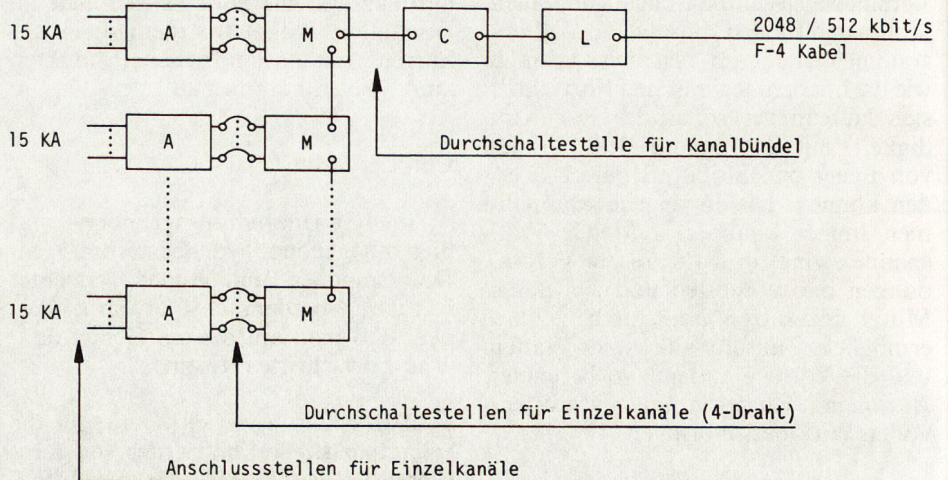 15 KA A M C L 2048 / 512 kbit/s
F-4 Kabel
15 KA A M
Durchschaltestelle für Kanalbündel
15 KA A M
Durchschaltestellen für Einzelkanäle (4-Draht)
Anschlussstellen für Einzelkanäle